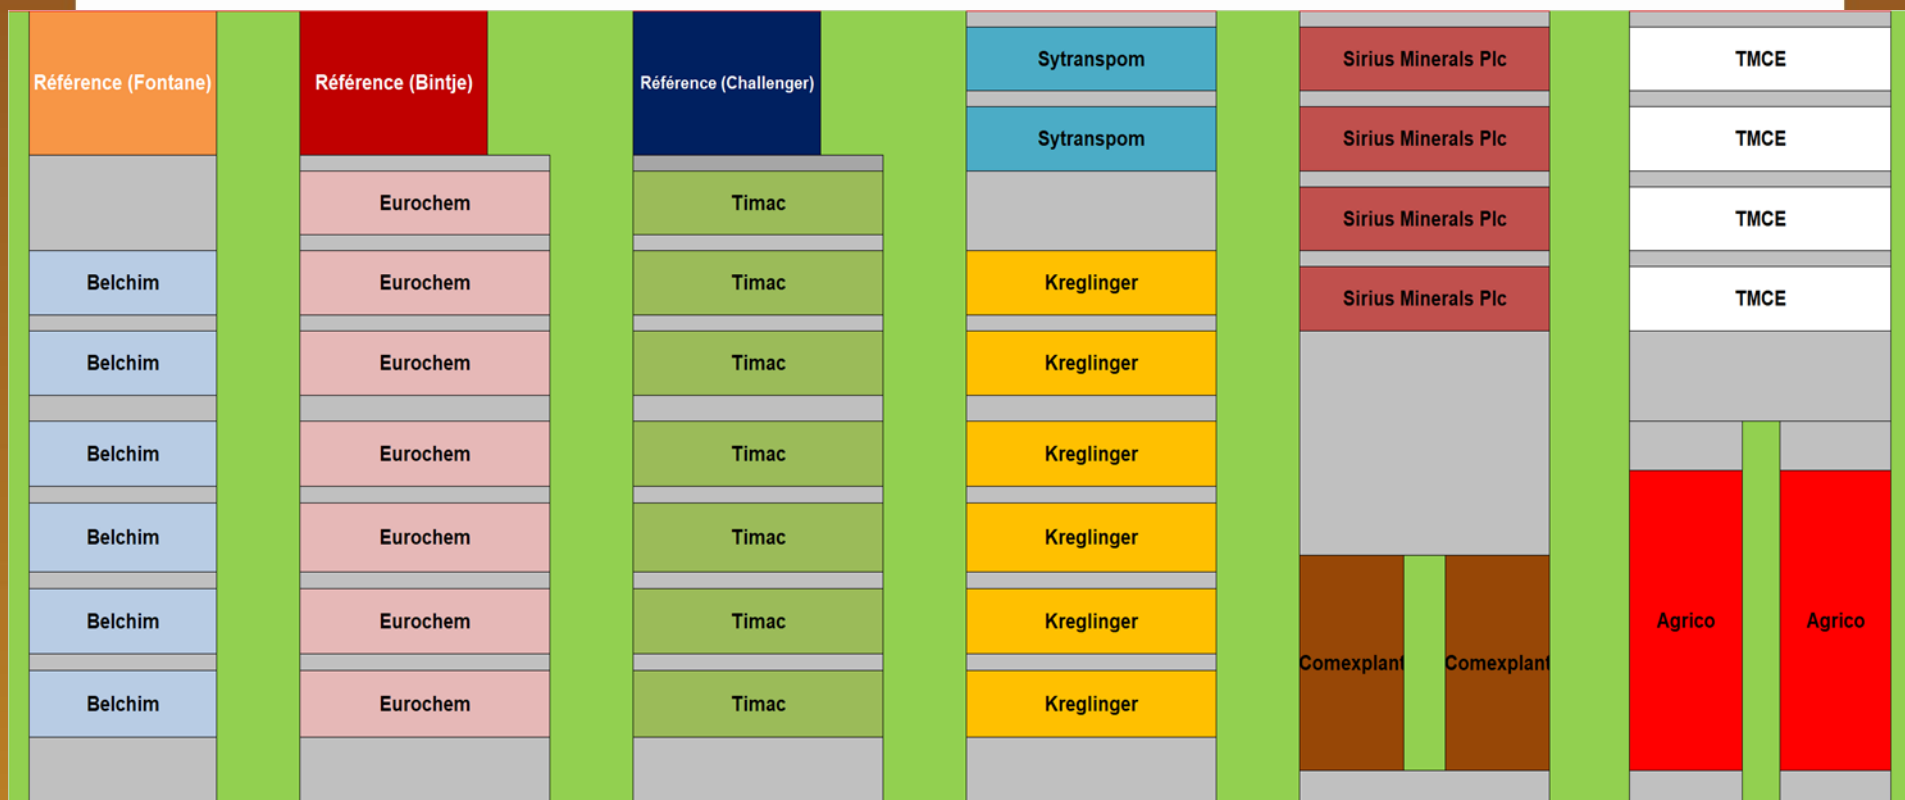 Référence (Fontane)
Belchim
Belchim
Belchim
Belchim
Belchim
Belchim
Référence (Bintje)
Eurochem
Eurochem
Eurochem
Eurochem
Eurochem
Eurochem
Eurochem
Référence (Challenger)
Timac
Timac
Timac
Timac
Timac
Timac
Timac
Sytranspom
Sytranspom
Kreglinger
Kreglinger
Kreglinger
Kreglinger
Kreglinger
Kreglinger
Sirius Minerals Plc
Sirius Minerals Plc
Sirius Minerals Plc
Sirius Minerals Plc
Comexplant
Comexplant
TMCE
TMCE
TMCE
TMCE
Agrico
Agrico